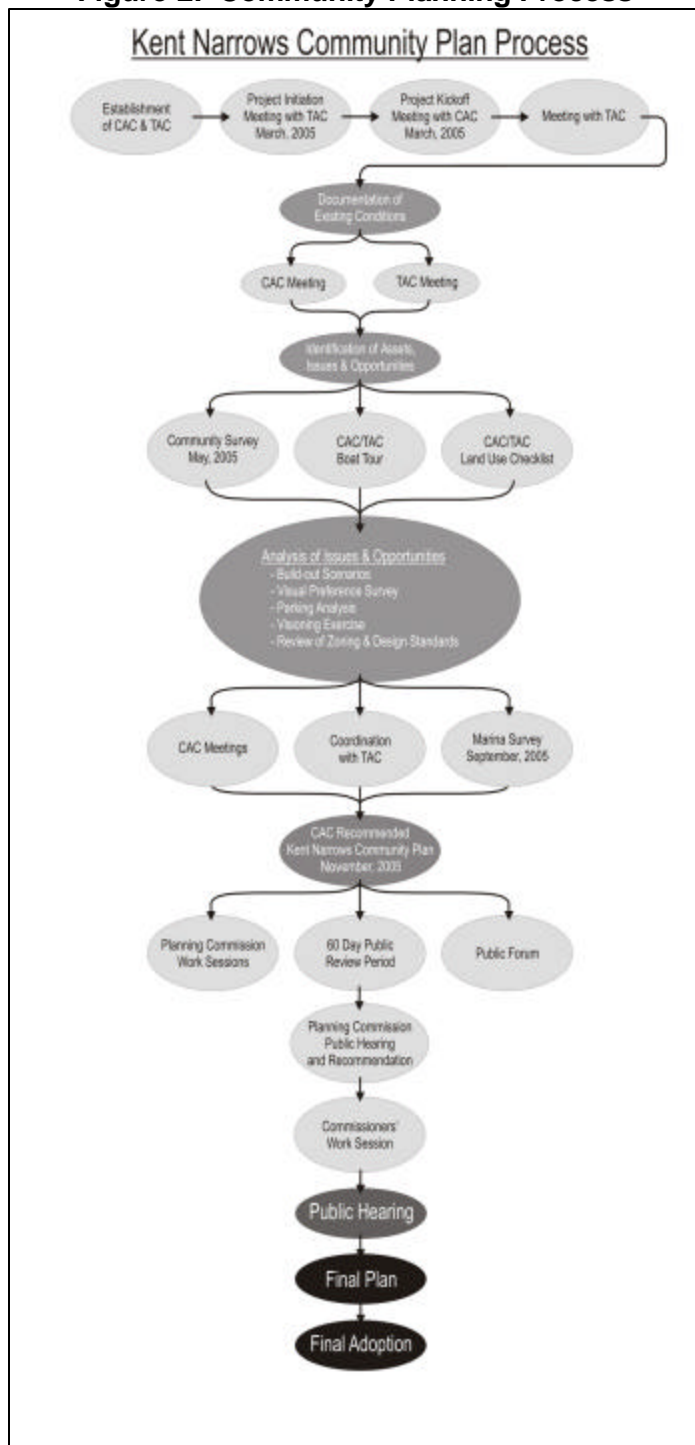 Figure 2: Community Planning Process
Kent Narrows Community Plan Process
Establishment
of CAC & TAC
Project Initiation
Meeting with TAC
March, 2005
Project Kickoff
Meeting with CAC
March, 2005
Meeting with TAC
Documentation of
Existing Conditions
CAC Meeting
TAC Meeting
Identification of Assets,
Issues & Opportunities
Community Survey
May, 2005
CAC/TAC
Boat Tour
CAC/TAC
Land Use Checklist
Analysis of Issues & Opportunities
- Build-out Scenarios
- Visual Preference Survey
- Parking Analysis
- Visioning Exercise
- Review of Zoning & Design Standards
CAC Meetings
Coordination
with TAC
Marina Survey
September, 2005
CAC Recommended
Kent Narrows Community Plan
November, 2005
Planning Commission
Work Sessions
60 Day Public
Review Period
Public Forum
Planning Commission
Public Hearing
and Recommendation
Commissioners'
Work Session
Public Hearing
Final Plan
Final Adoption